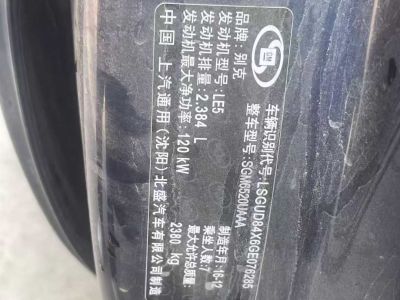 品牌:别克
发动机型号:LE5
发动机排量:2.384 L
发动机最大净功率:120 kW
中国 上汽通用(沈阳)北盛汽车有限公司制造
车辆识别代号:LSGUD84X6GE076285
整车型号:SGM6520UAAA
制造年月:16-12
乘坐人数:7
最大允许总质量:
2380 kg